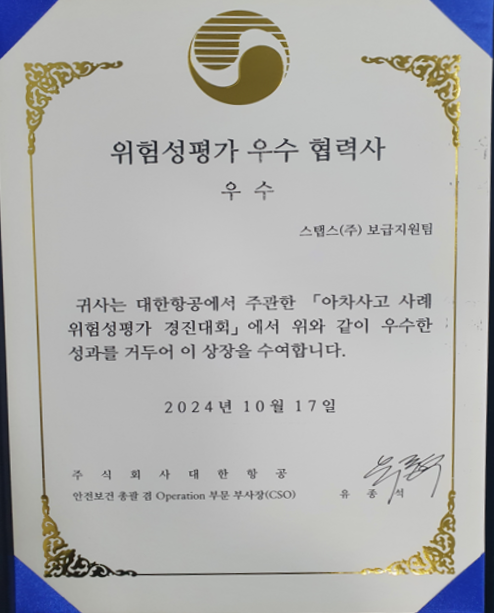 위험성평가 우수 협력사
우 수
스탭스(주) 보급지원팀
귀사는 대한항공에서 주관한 「아차사고 사례
위험성평가 경진대회」에서 위와 같이 우수한
성과를 거두어 이 상장을 수여합니다.
2024년 10월 17일
주 식 회 사 대 한 항 공
안전보건 총괄 겸 Operation 부문 부사장(CSO) 유 종 석